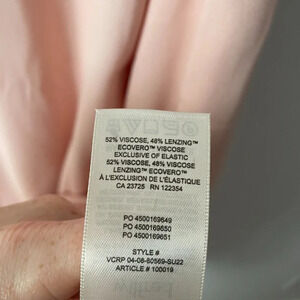 52% VISCOSE, 48% LENZING™
ECOVERO™ VISCOSE
EXCLUSIVE OF ELASTIC
52% VISCOSE, 48% VISCOSE
LENZING™ ECOVERO™
À L'EXCLUSION DE L'ÉLASTIQUE
CA 23725 RN 122354
PO 4500169649
PO 4500169650
PO 4500169651
STYLE #
VCRP 04-08-80569-SU22
ARTICLE # 100019